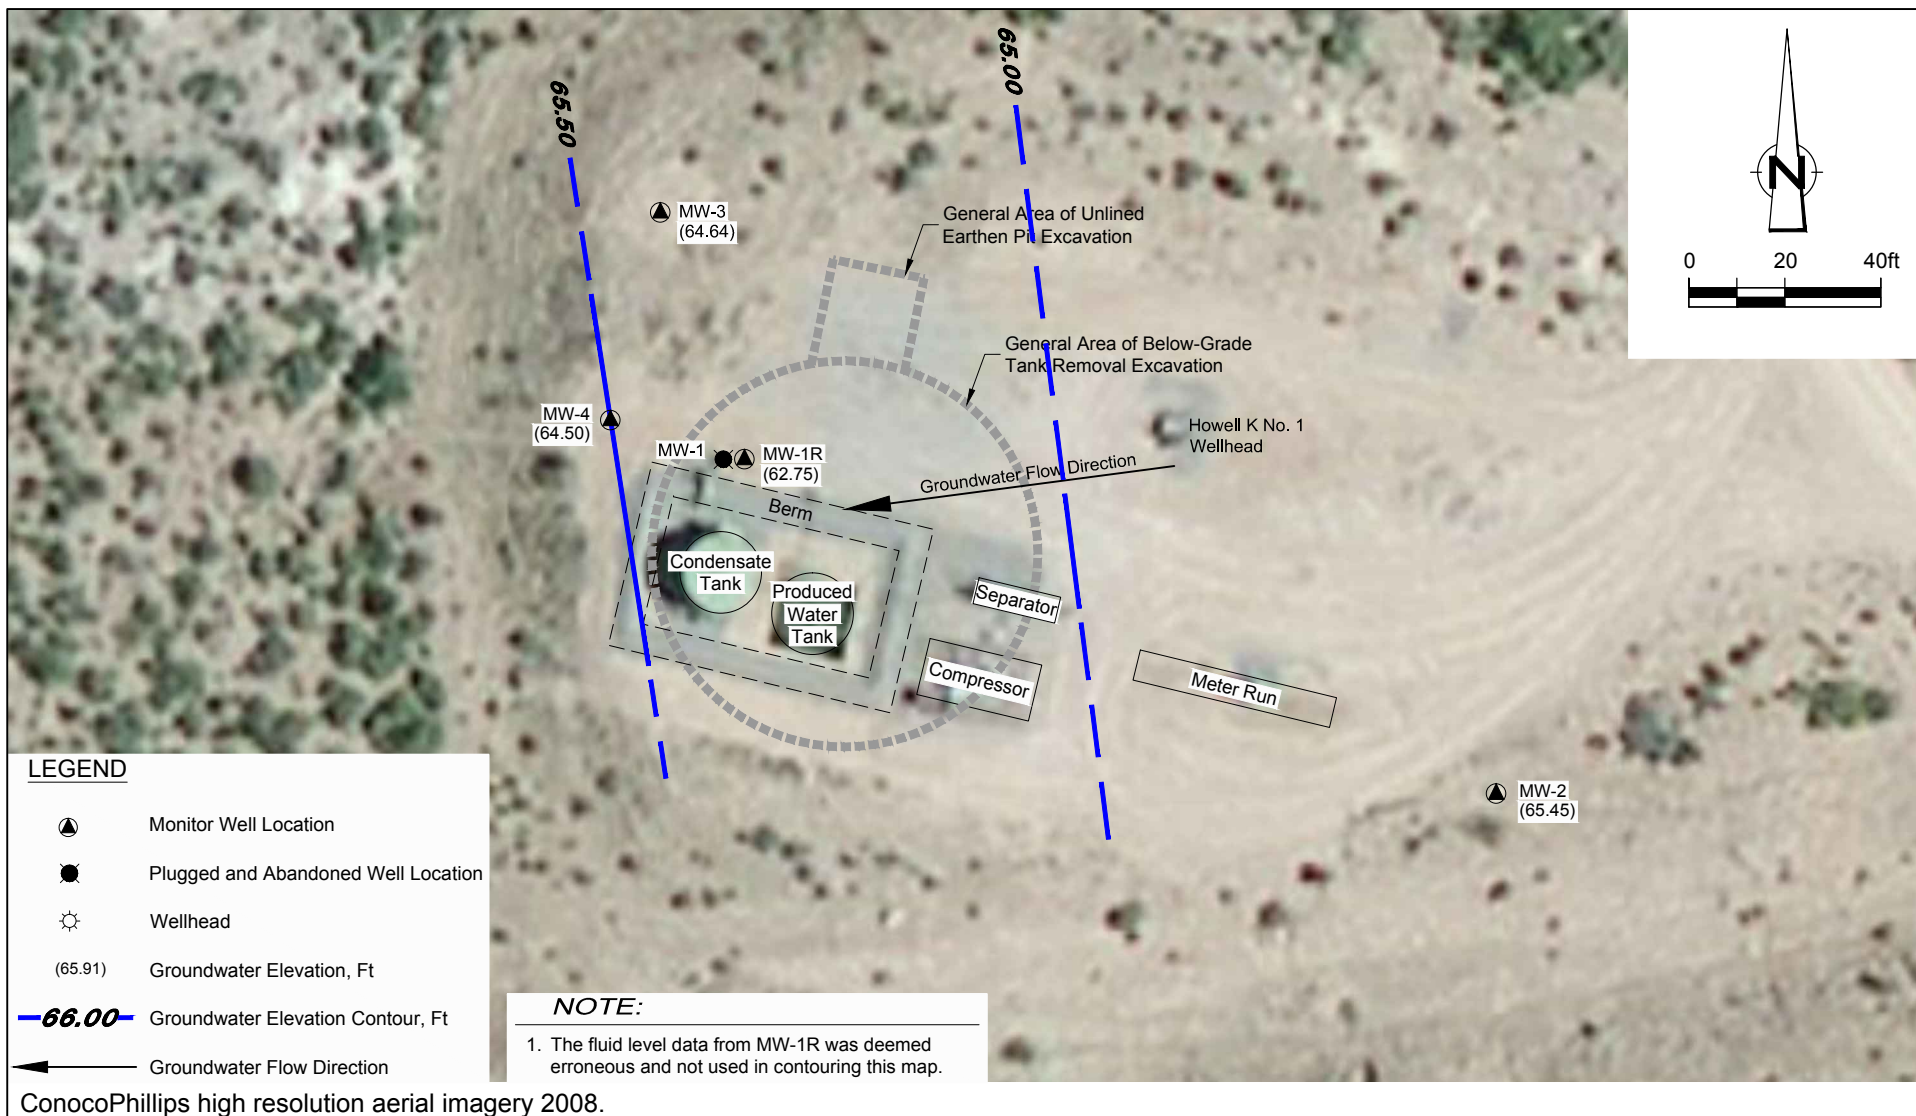 65.50
65.00
N
0 20 40ft
MW-3
(64.64)
General Area of Unlined
Earthen Pit Excavation
General Area of Below-Grade
Tank Removal Excavation
MW-4
(64.50)
MW-1
MW-1R
(62.75)
Howell K No. 1
Wellhead
Groundwater Flow Direction
Berm
Condensate
Tank
Produced
Water
Tank
Separator
Compressor
Meter Run
MW-2
(65.45)
LEGEND
Monitor Well Location
Plugged and Abandoned Well Location
Wellhead
(65.91) Groundwater Elevation, Ft
66.00 Groundwater Elevation Contour, Ft
Groundwater Flow Direction
NOTE:
1. The fluid level data from MW-1R was deemed
erroneous and not used in contouring this map.
ConocoPhillips high resolution aerial imagery 2008.